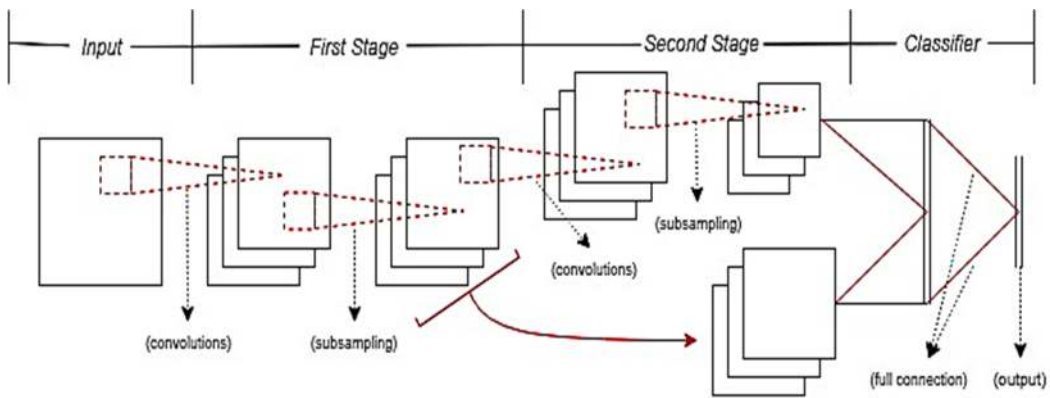 Input
First Stage
Second Stage
Classifier
(subsampling)
(convolutions)
(convolutions)
(subsampling)
(full connection)
(output)